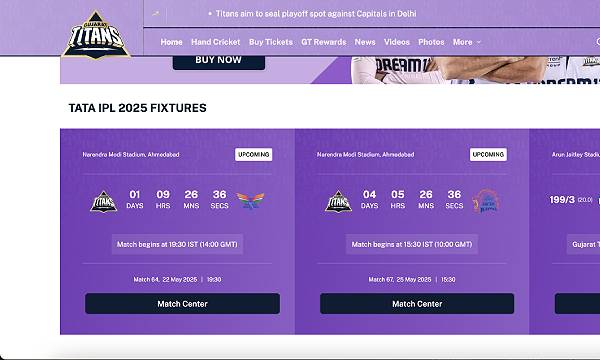 GUJARAT
TITANS
• Titans aim to seal playoff spot against Capitals in Delhi
Home Hand Cricket Buy Tickets GT Rewards News Videos Photos More
BUY NOW
DREAM11
DREAM11
TATA IPL 2025 FIXTURES
Narendra Modi Stadium, Ahmedabad
UPCOMING
TITANS
01 09 26 36
DAYS HRS MNS SECS
Match begins at 19:30 IST (14:00 GMT)
Match 64, 22 May 2025 | 19:30
Match Center
Narendra Modi Stadium, Ahmedabad
UPCOMING
TITANS
04 05 26 36
DAYS HRS MNS SECS
Match begins at 15:30 IST (10:00 GMT)
Match 67, 25 May 2025 | 15:30
Match Center
Arun Jaitley Stadiu
199/3 (20.0)
Gujarat T